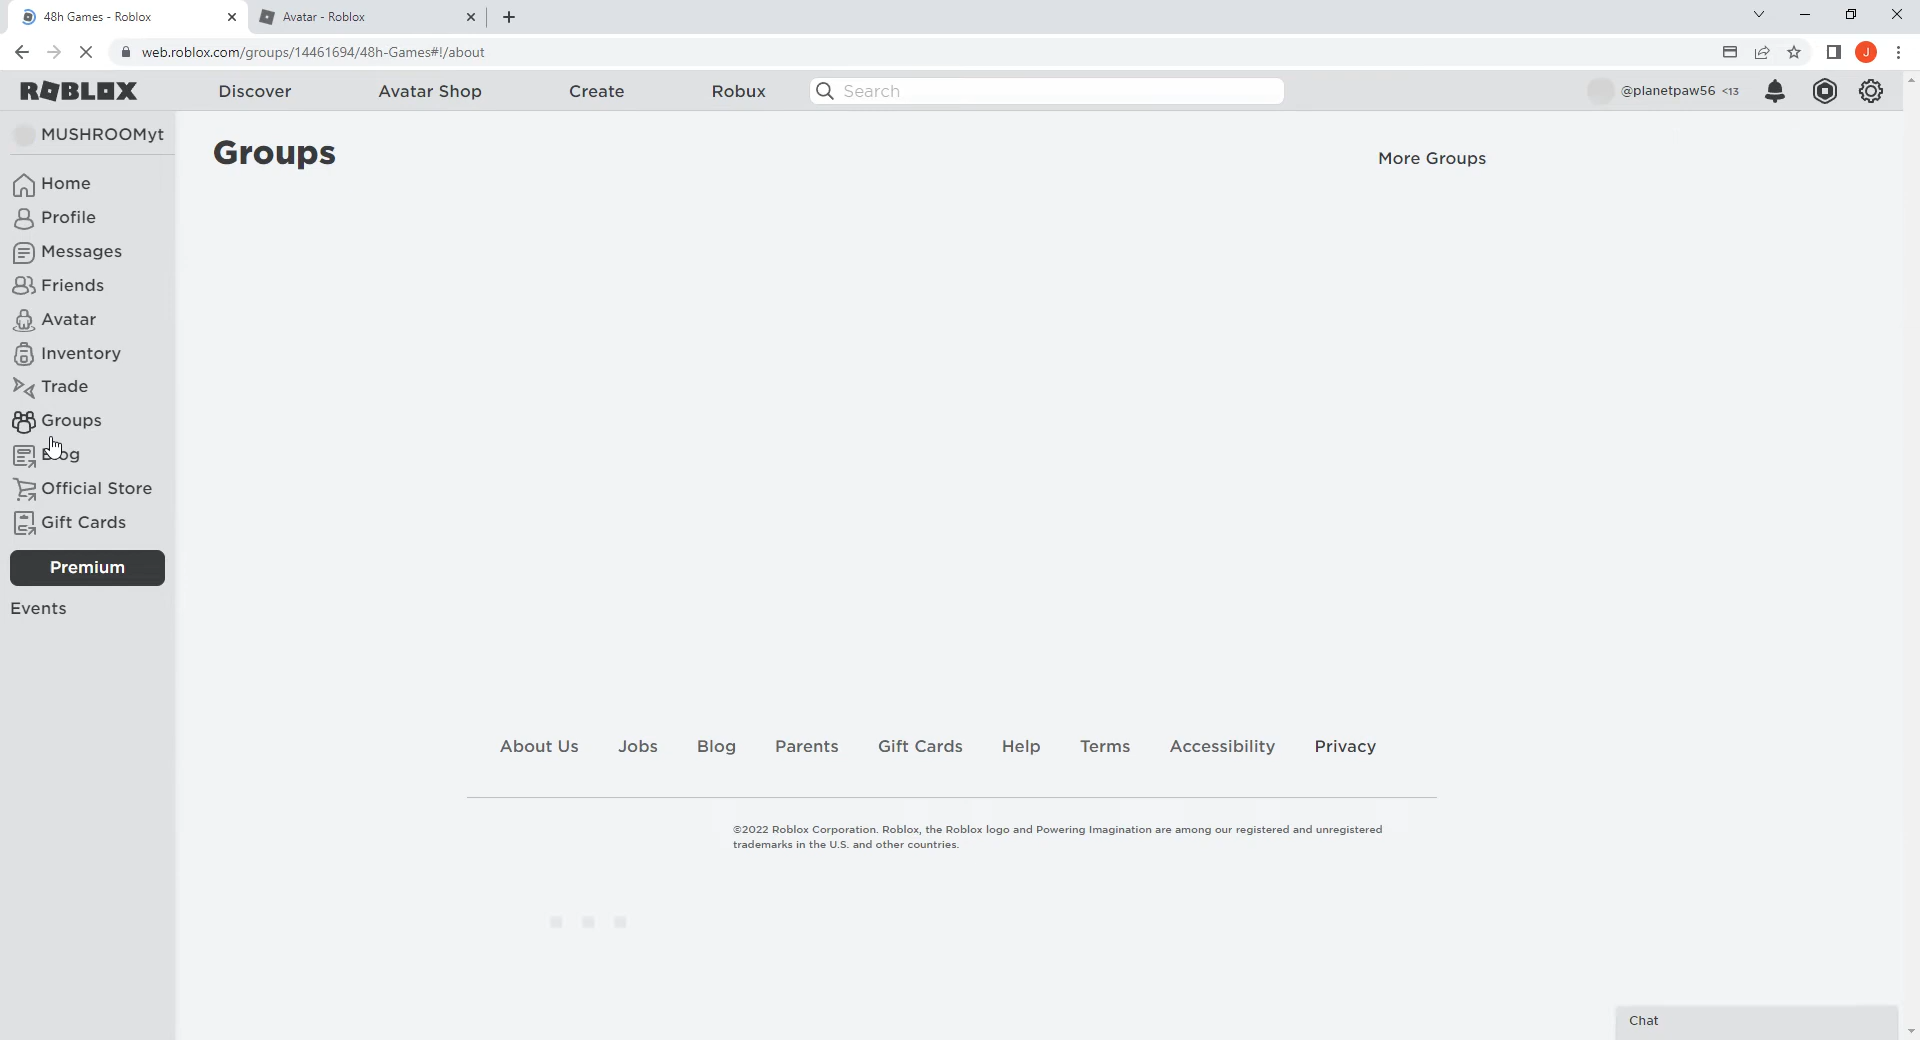 48h Games - Roblox
Avatar - Roblox
web.roblox.com/groups/14461694/48h-Games#!/about
J
ROBLOX
Discover
Avatar Shop
Create
Robux
Search
@planetpaw56 <13
MUSHROOMyt
Groups
More Groups
Home
Profile
Messages
Friends
Avatar
Inventory
Trade
Groups
Blog
Official Store
Gift Cards
Premium
Events
About Us
Jobs
Blog
Parents
Gift Cards
Help
Terms
Accessibility
Privacy
©2022 Roblox Corporation. Roblox, the Roblox logo and Powering Imagination are among our registered and unregistered
trademarks in the U.S. and other countries.
Chat